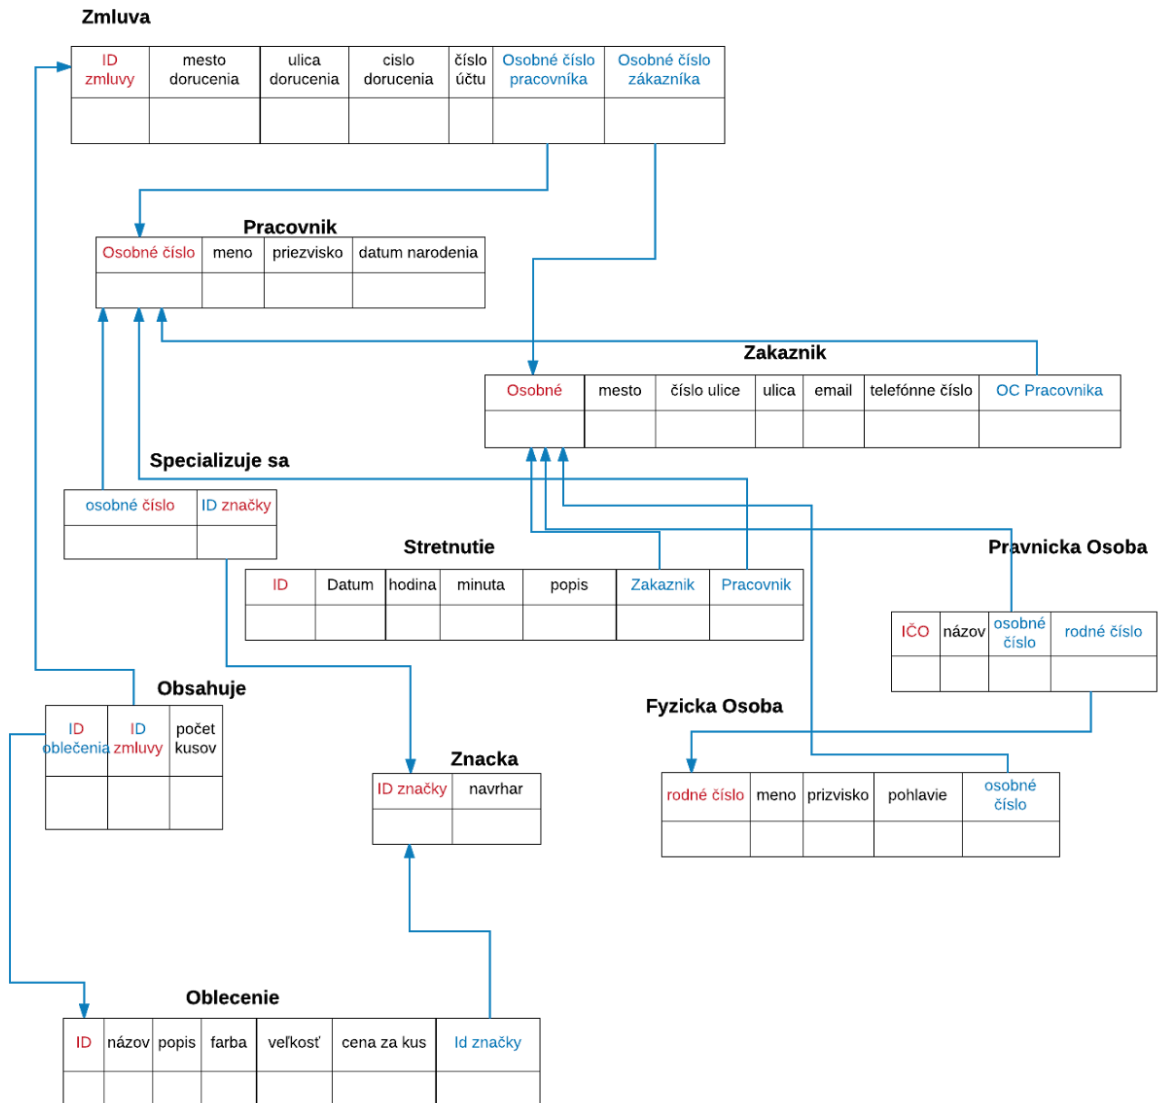 Zmluva
ID zmluvy mesto dorucenia ulica dorucenia cislo dorucenia číslo účtu Osobné číslo pracovníka Osobné číslo zákazníka
Pracovnik
Osobné číslo meno priezvisko datum narodenia
Zakaznik
Osobné mesto číslo ulice ulica email telefónne číslo OC Pracovnika
Specializuje sa
osobné číslo ID značky
Stretnutie
ID Datum hodina minuta popis Zakaznik Pracovnik
Pravnicka Osoba
IČO názov osobné číslo rodné číslo
Obsahuje
ID oblečenia ID zmluvy počet kusov
Fyzicka Osoba
rodné číslo meno prizvisko pohlavie osobné číslo
Znacka
ID značky navrhar
Oblecenie
ID názov popis farba veľkosť cena za kus Id značky